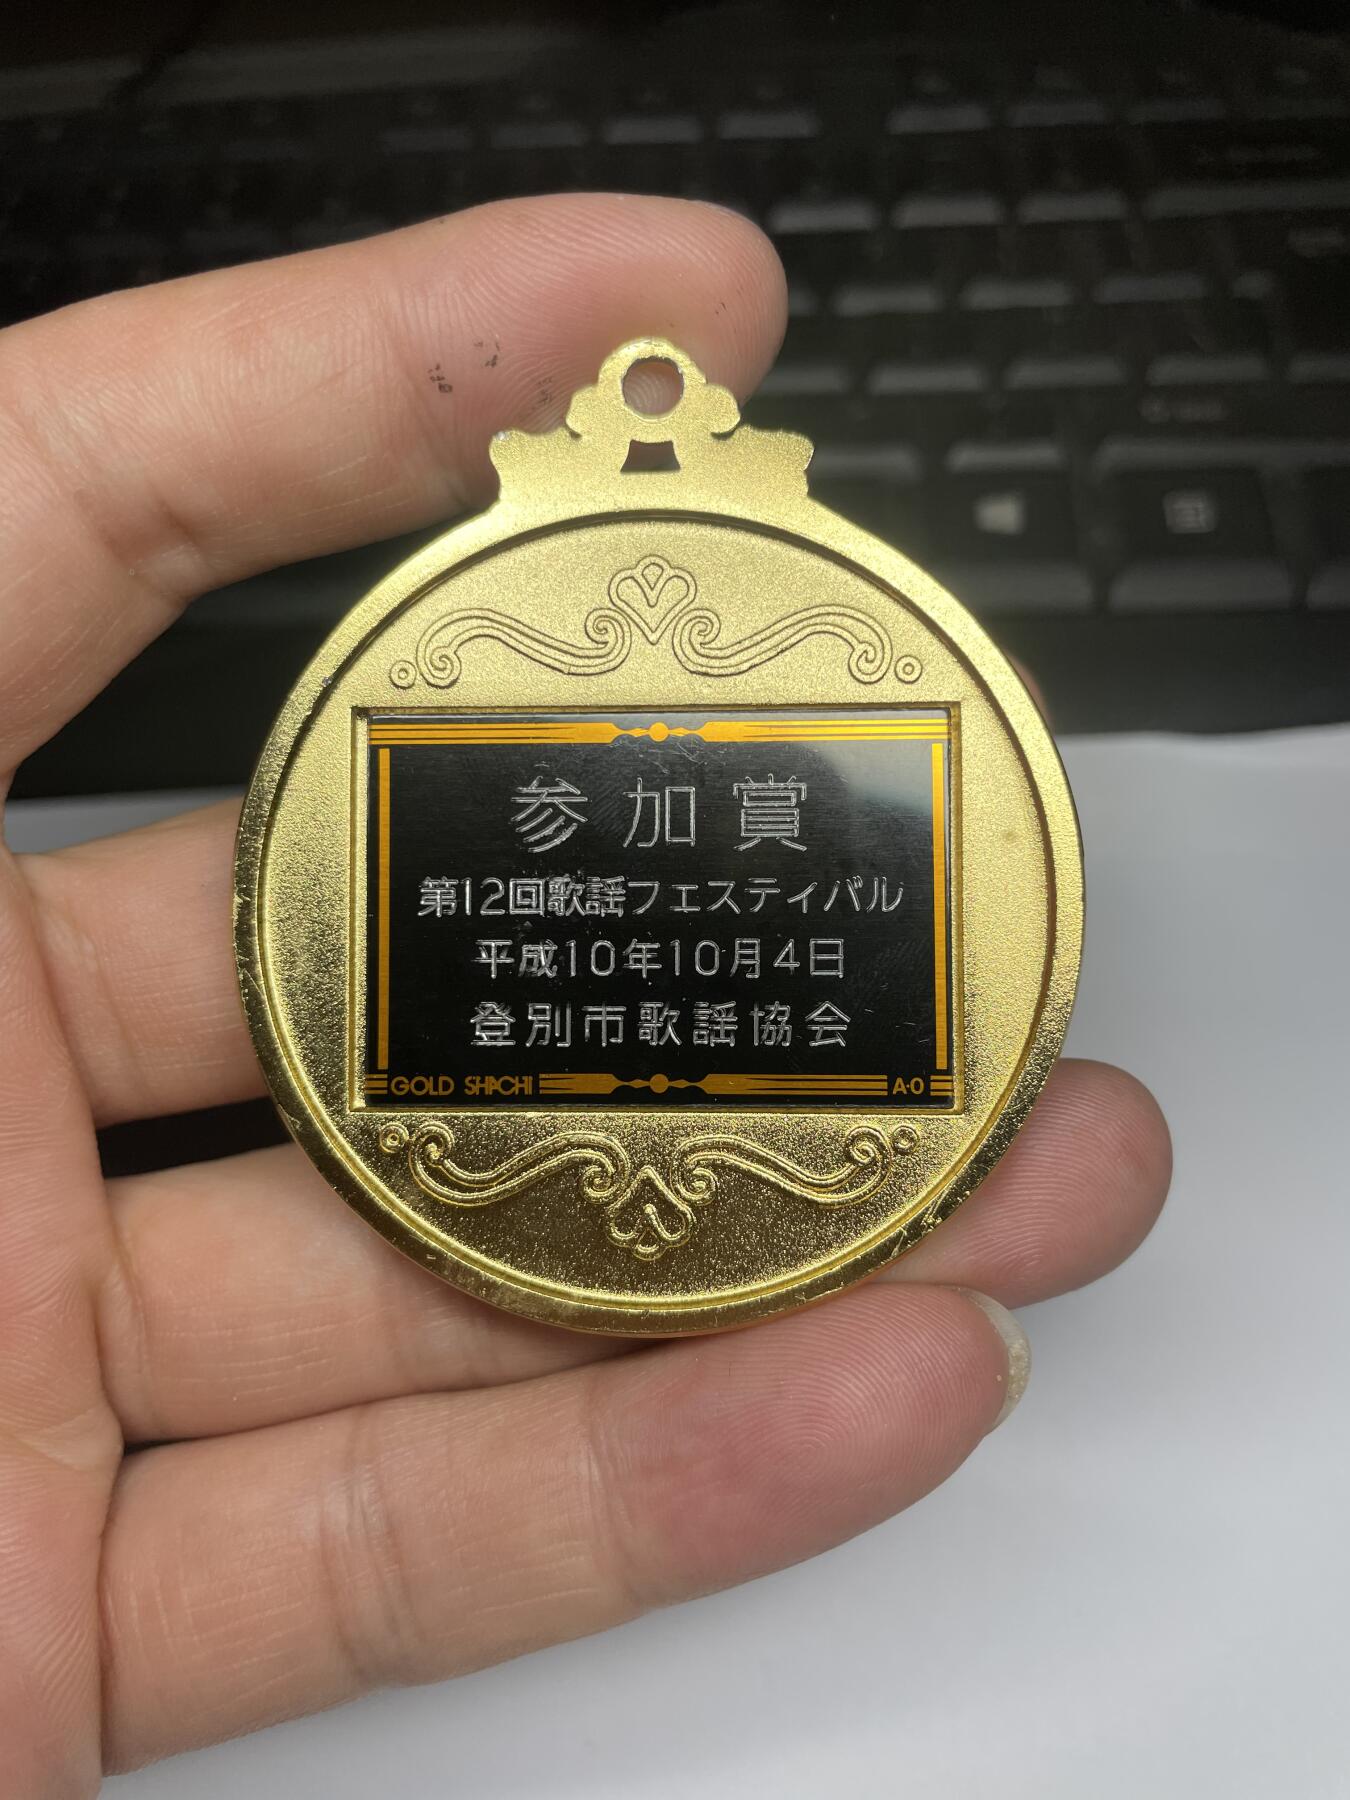 参加賞
第12回歌謡フェスティバル
平成10年10月4日
登別市歌謡協会
GOLD SHACHI
A-0